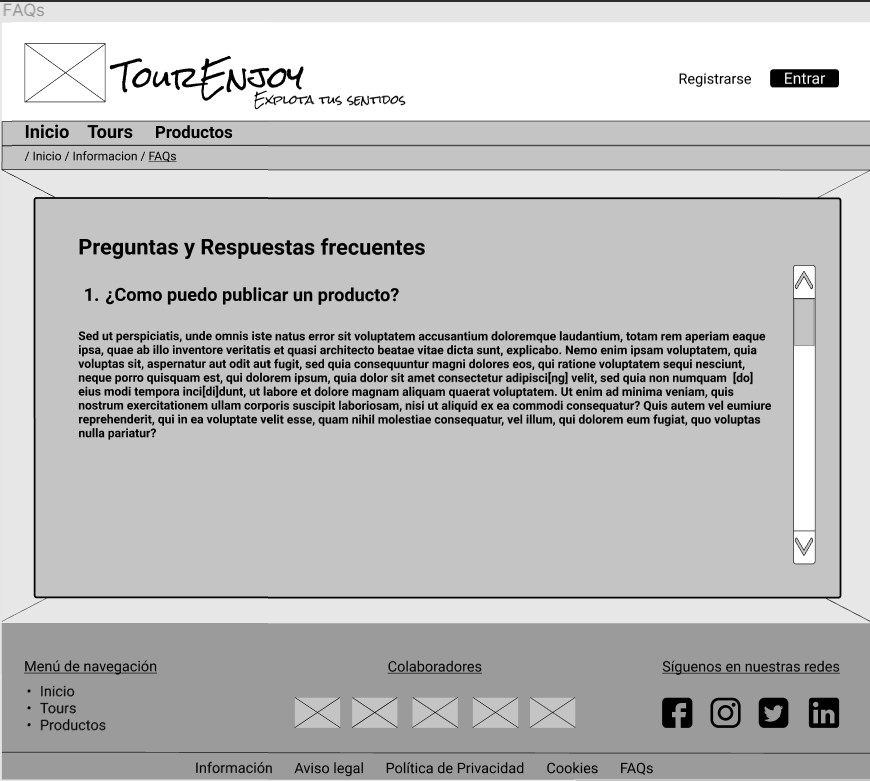 FAQs
TourEnjoy
Explota tus sentidos
Registrarse Entrar
Inicio Tours Productos
/ Inicio / Informacion / FAQs
Preguntas y Respuestas frecuentes
1. ¿Como puedo publicar un producto?
Sed ut perspiciatis, unde omnis iste natus error sit voluptatem accusantium doloremque laudantium, totam rem aperiam eaque
ipsa, quae ab illo inventore veritatis et quasi architecto beatae vitae dicta sunt, explicabo. Nemo enim ipsam voluptatem, quia
voluptas sit, aspernatur aut odit aut fugit, sed quia consequuntur magni dolores eos, qui ratione voluptatem sequi nesciunt,
neque porro quisquam est, qui dolorem ipsum, quia dolor sit amet consectetur adipisci[ng] velit, sed quia non numquam [do]
eius modi tempora inci[di]dunt, ut labore et dolore magnam aliquam quaerat voluptatem. Ut enim ad minima veniam, quis
nostrum exercitationem ullam corporis suscipit laboriosam, nisi ut aliquid ex ea commodi consequatur? Quis autem vel eumiure
reprehenderit, qui in ea voluptate velit esse, quam nihil molestiae consequatur, vel illum, qui dolorem eum fugiat, quo voluptas
nulla pariatur?
Menú de navegación
• Inicio
• Tours
• Productos
Colaboradores
Síguenos en nuestras redes
Información Aviso legal Política de Privacidad Cookies FAQs